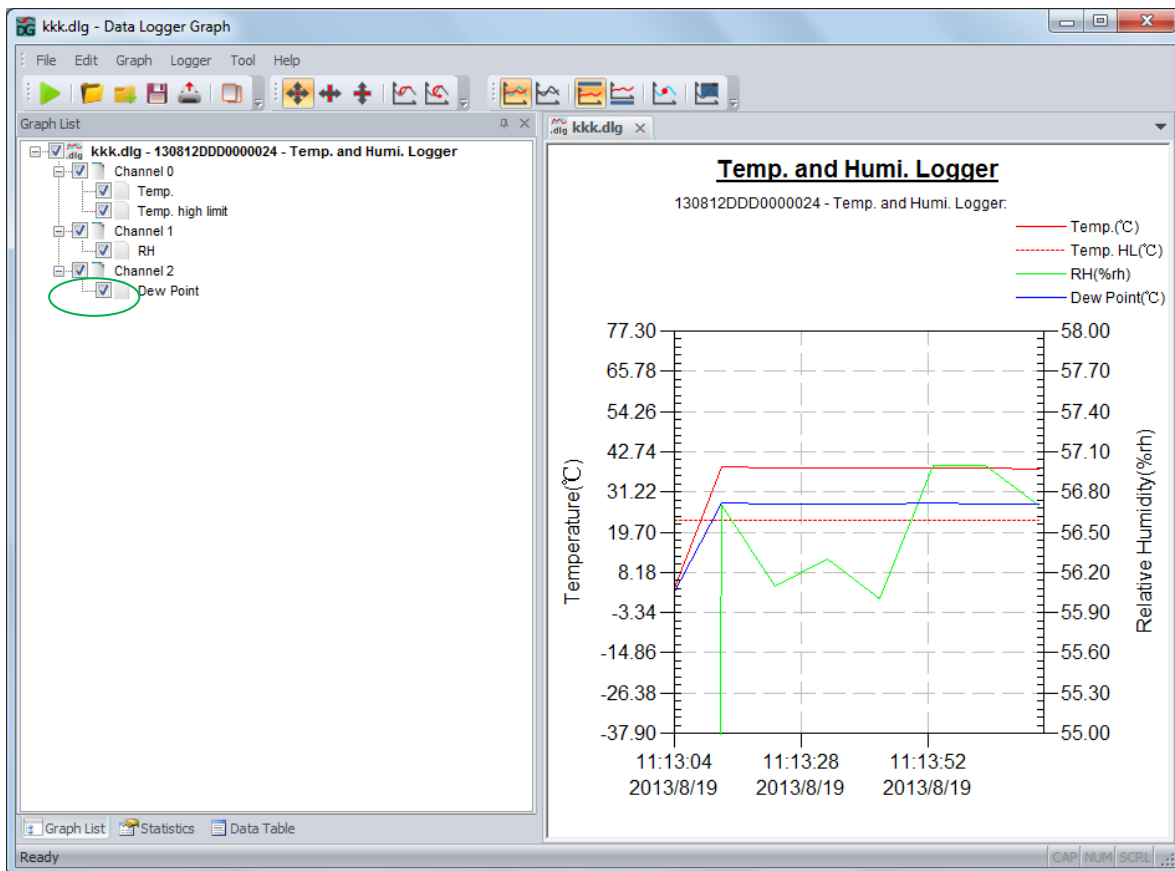 kkk.dlg - Data Logger Graph
File Edit Graph Logger Tool Help
Graph List
kkk.dlg - 130812DDD0000024 - Temp. and Humi. Logger
Channel 0
Temp.
Temp. high limit
Channel 1
RH
Channel 2
Dew Point
Graph List Statistics Data Table
Ready
kkk.dlg
Temp. and Humi. Logger
130812DDD0000024 - Temp. and Humi. Logger:
Temp.(℃)
Temp. HL(℃)
RH(%rh)
Dew Point(℃)
Temperature(℃)
77.30
65.78
54.26
42.74
31.22
19.70
8.18
-3.34
-14.86
-26.38
-37.90
58.00
57.70
57.40
57.10
56.80
56.50
56.20
55.90
55.60
55.30
55.00
Relative Humidity(%rh)
11:13:04 11:13:28 11:13:52
2013/8/19 2013/8/19 2013/8/19
CAP NUM SCRL